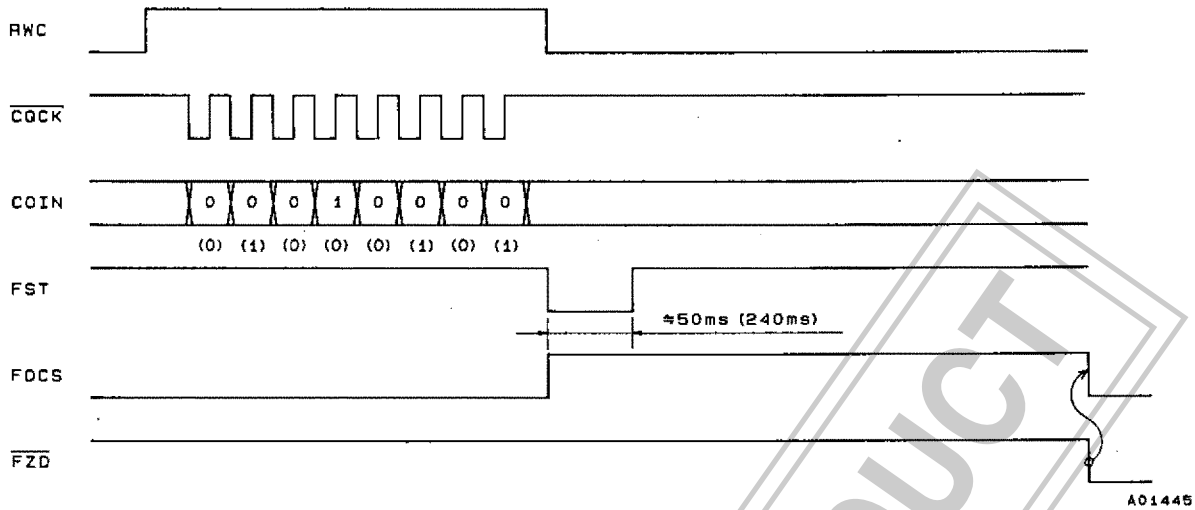 RWC
CQCK
COIN
0 0 0 1 0 0 0 0
(0) (1) (0) (0) (0) (1) (0) (1)
FST
≒50ms (240ms)
FOCS
FZD
A01445